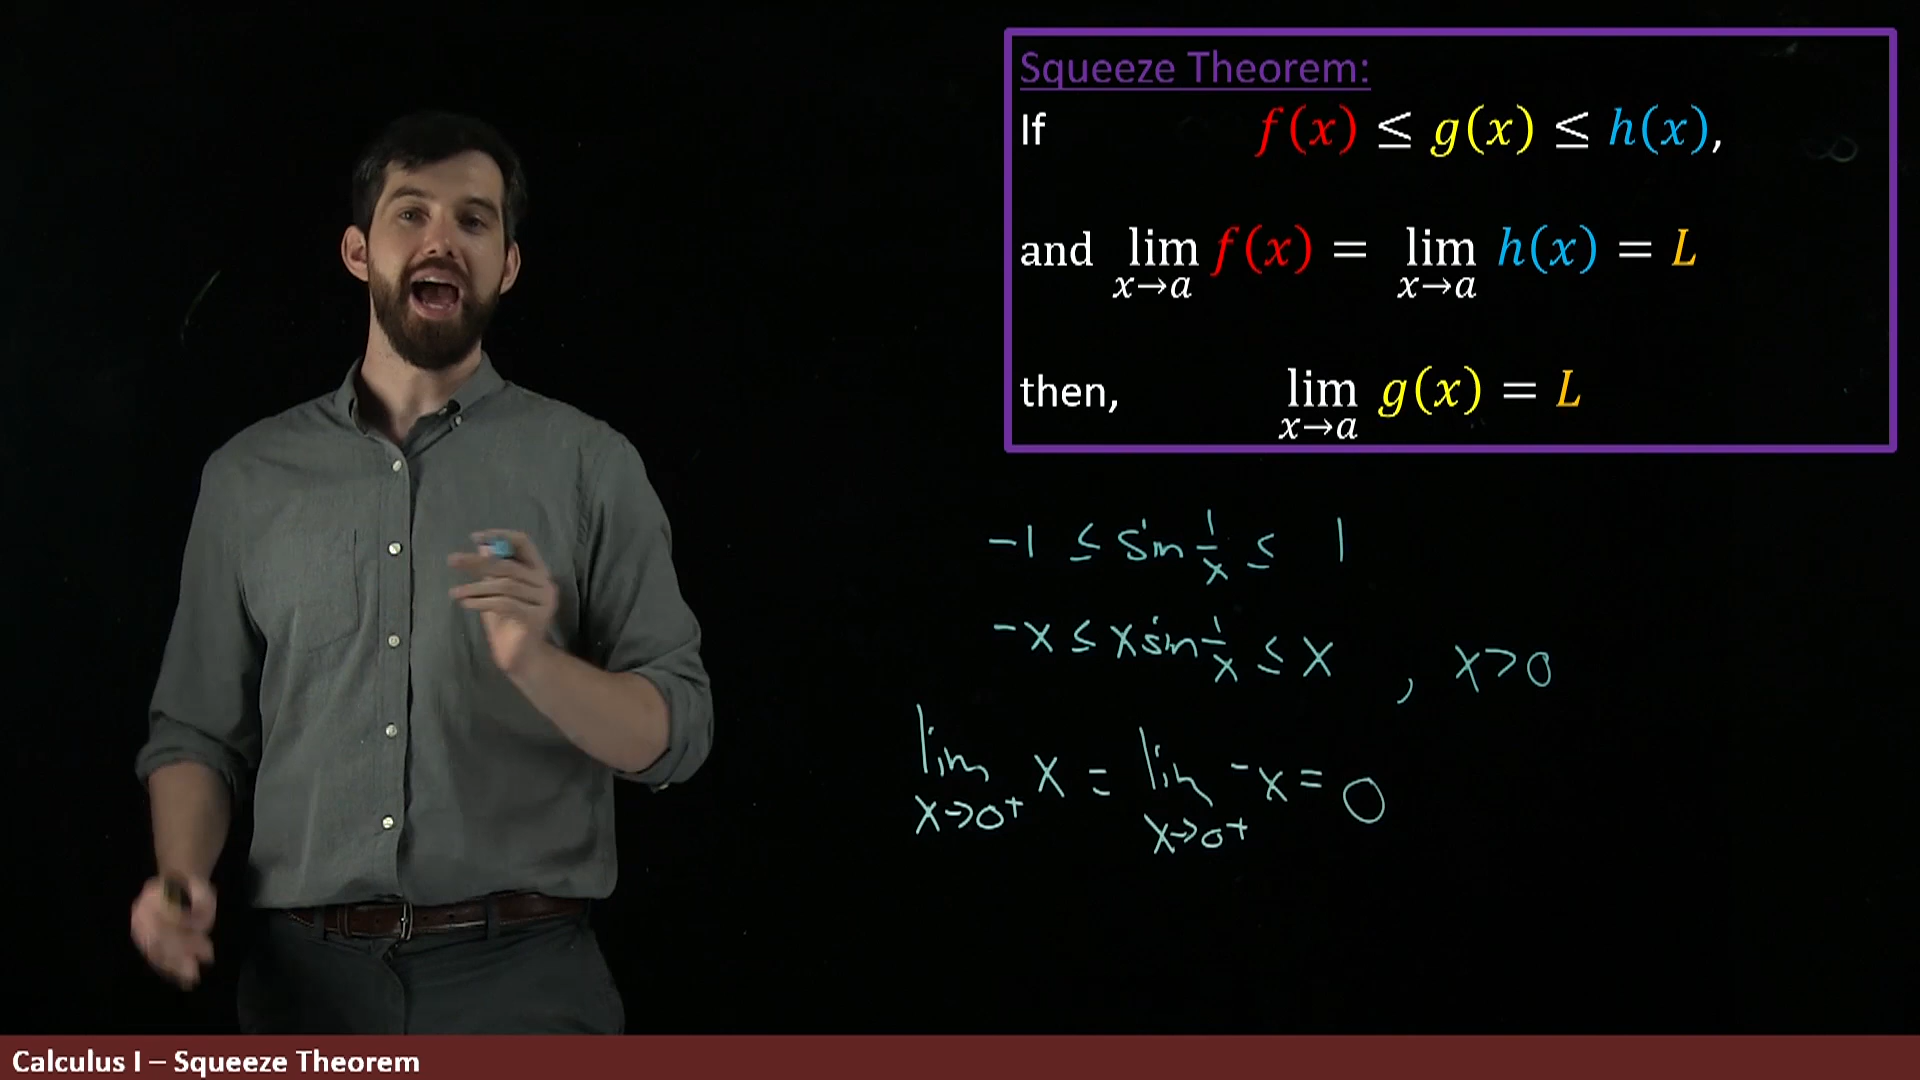 Squeeze Theorem:
If f(x) ≤ g(x) ≤ h(x),
and lim x→a f(x) = lim x→a h(x) = L
then, lim x→a g(x) = L
-1 ≤ sin 1/x ≤ 1
-x ≤ x sin 1/x ≤ x , x>0
lim x→0+ x = lim x→0+ -x = 0
Calculus I – Squeeze Theorem